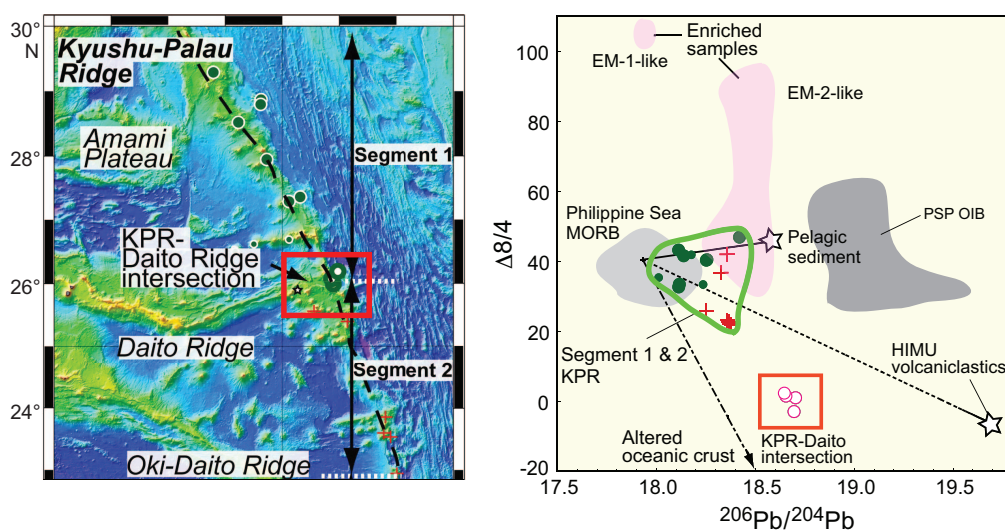 30°
N
Kyushu-Palau
Ridge
Amami
Plateau
28°
Segment 1
KPR-
Daito Ridge
intersection
26°
Daito Ridge
Segment 2
24°
Oki-Daito Ridge
Δ8/4
100
80
60
40
20
0
-20
17.5
18.0
18.5
19.0
19.5
206Pb/204Pb
Enriched
samples
EM-1-like
EM-2-like
Philippine Sea
MORB
PSP OIB
Pelagic
sediment
Segment 1 & 2
KPR
HIMU
volcaniclastics
Altered
oceanic crust
KPR-Daito
intersection